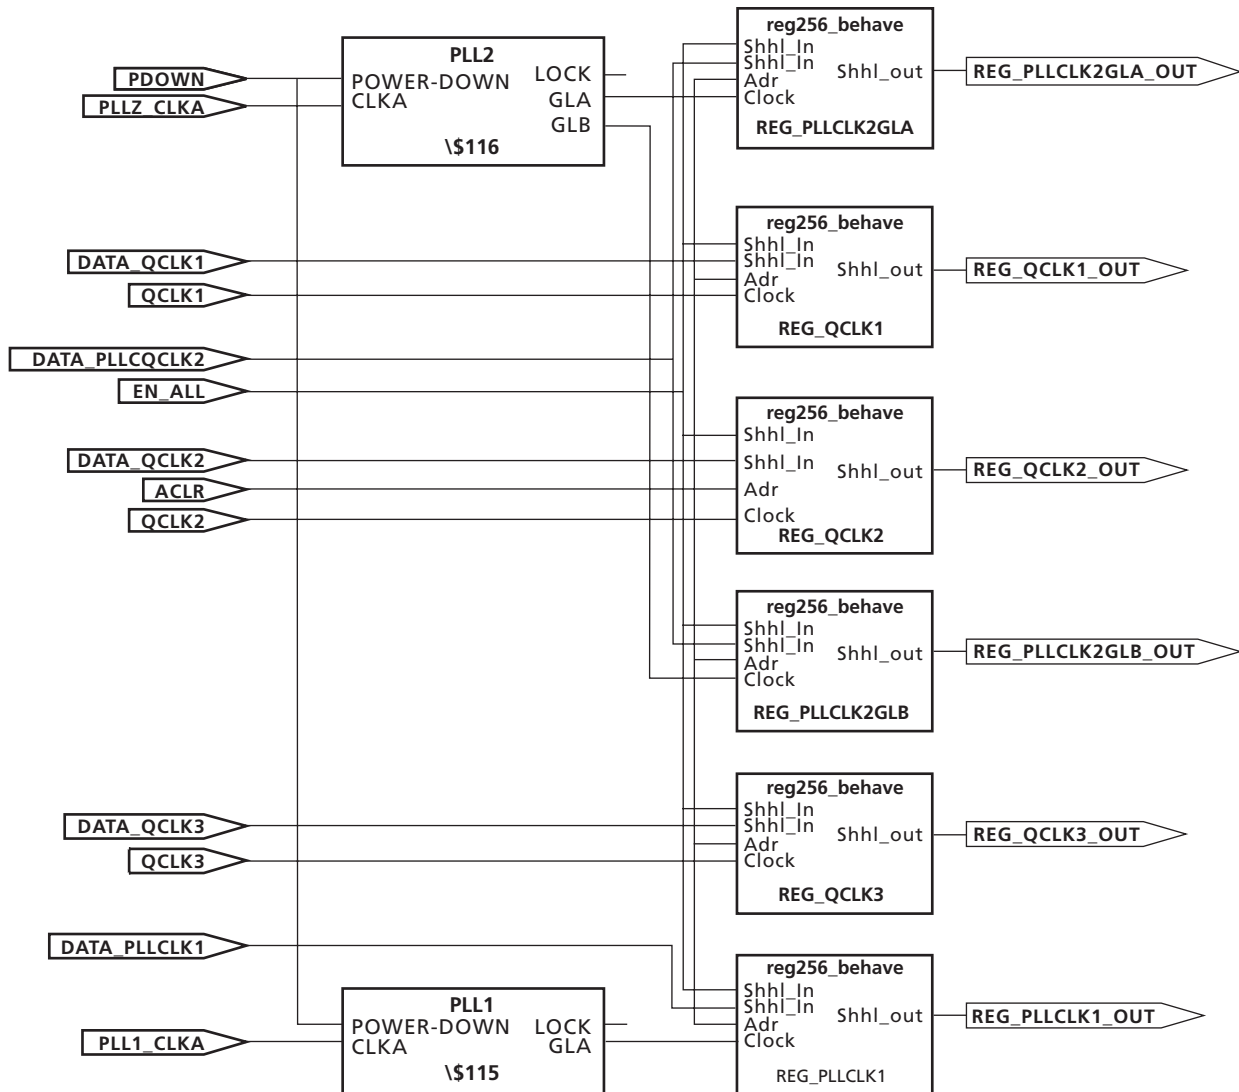 PDOWN
PLLZ_CLKA
PLL2
POWER-DOWN
CLKA
LOCK
GLA
GLB
\$116
reg256_behave
Shhl_In
Shhl_In
Adr
Clock
Shhl_out
REG_PLLCLK2GLA
REG_PLLCLK2GLA_OUT
DATA_QCLK1
QCLK1
reg256_behave
Shhl_In
Shhl_In
Adr
Clock
Shhl_out
REG_QCLK1
REG_QCLK1_OUT
DATA_PLLCQCLK2
EN_ALL
DATA_QCLK2
ACLR
QCLK2
reg256_behave
Shhl_In
Shhl_In
Adr
Clock
Shhl_out
REG_QCLK2
REG_QCLK2_OUT
reg256_behave
Shhl_In
Shhl_In
Adr
Clock
Shhl_out
REG_PLLCLK2GLB
REG_PLLCLK2GLB_OUT
DATA_QCLK3
QCLK3
reg256_behave
Shhl_In
Shhl_In
Adr
Clock
Shhl_out
REG_QCLK3
REG_QCLK3_OUT
DATA_PLLCLK1
PLL1_CLKA
PLL1
POWER-DOWN
CLKA
LOCK
GLA
\$115
reg256_behave
Shhl_In
Shhl_In
Adr
Clock
Shhl_out
REG_PLLCLK1
REG_PLLCLK1_OUT